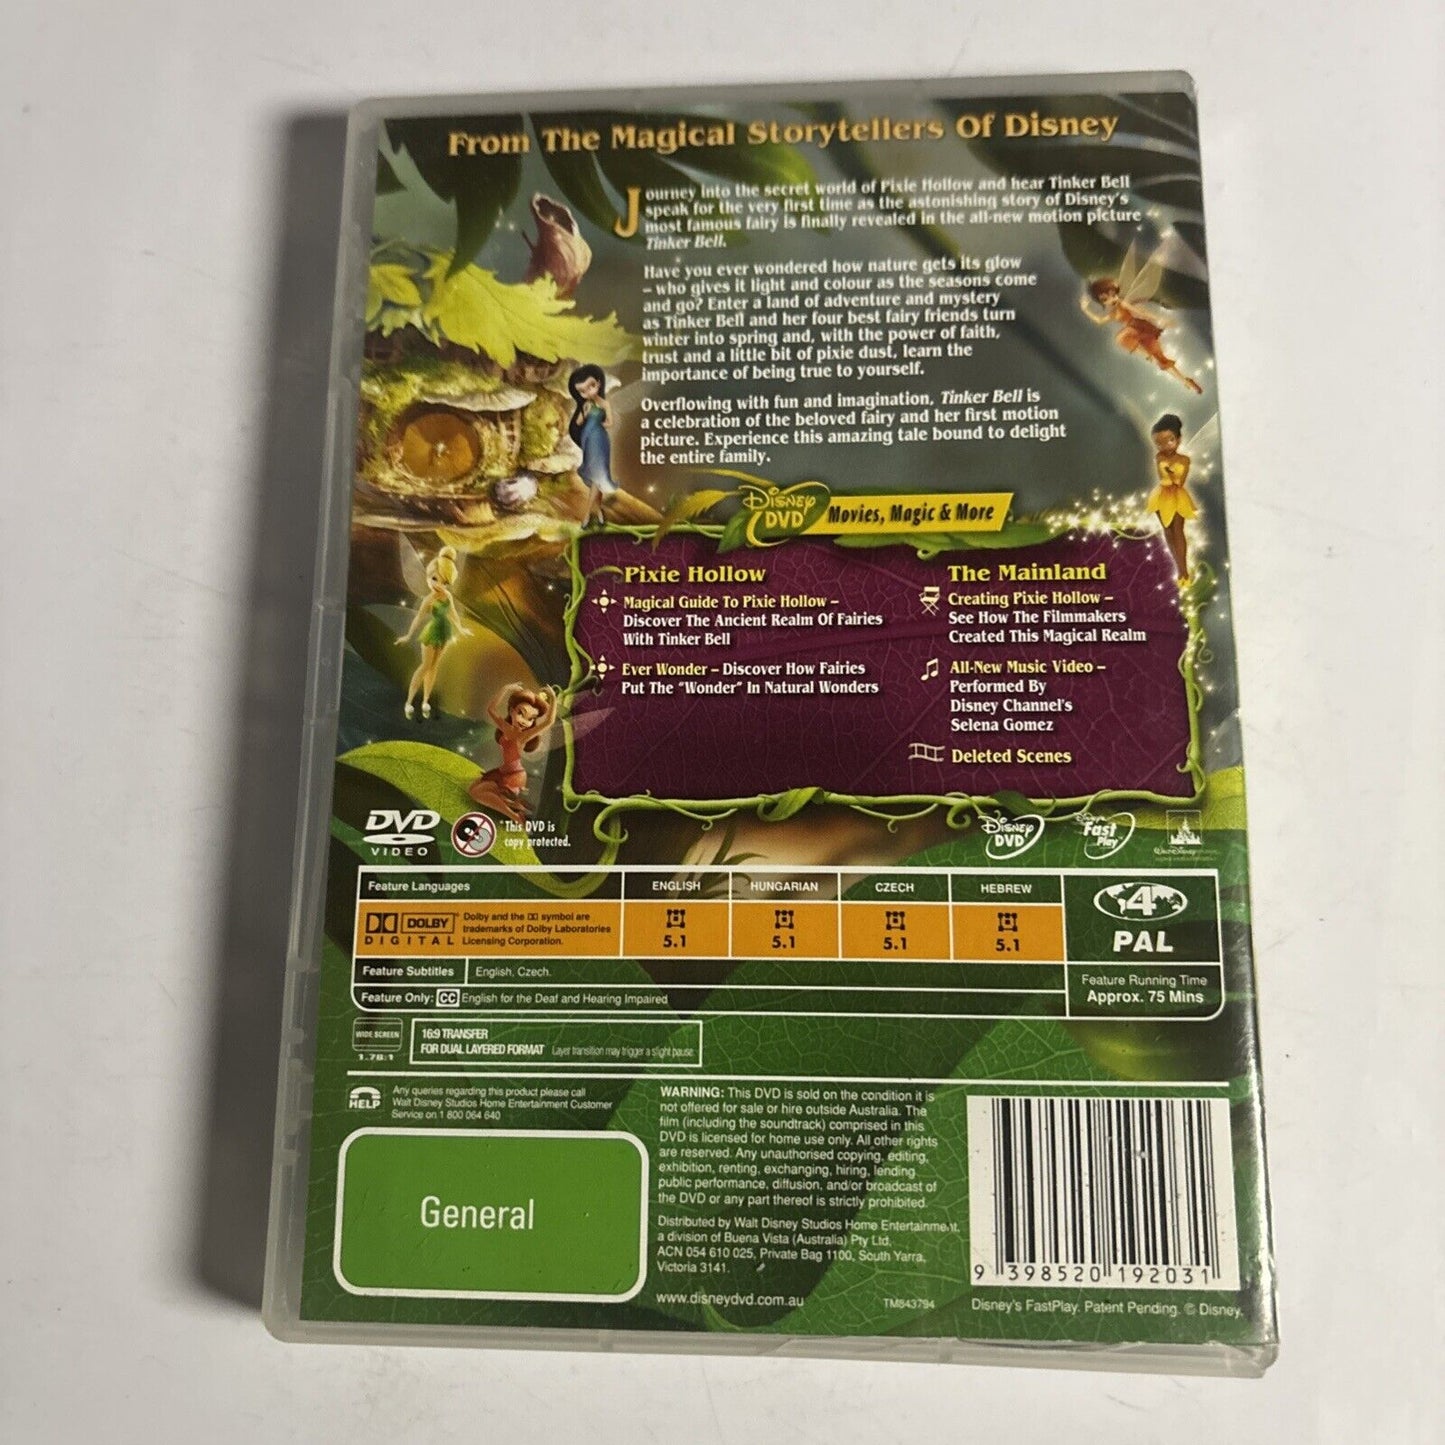 From The Magical Storytellers Of Disney
Journey into the secret world of Pixie Hollow and hear Tinker Bell
speak for the very first time as the astonishing story of Disney's
most famous fairy is finally revealed in the all-new motion picture
Tinker Bell.
Have you ever wondered how nature gets its glow
– who gives it light and colour as the seasons come
and go? Enter a land of adventure and mystery
as Tinker Bell and her four best fairy friends turn
winter into spring and, with the power of faith,
trust and a little bit of pixie dust, learn the
importance of being true to yourself.
Overflowing with fun and imagination, Tinker Bell is
a celebration of the beloved fairy and her first motion
picture. Experience this amazing tale bound to delight
the entire family.
Disney DVD Movies, Magic & More
Pixie Hollow
Magical Guide To Pixie Hollow –
Discover The Ancient Realm Of Fairies
With Tinker Bell
Ever Wonder – Discover How Fairies
Put The "Wonder" In Natural Wonders
The Mainland
Creating Pixie Hollow –
See How The Filmmakers
Created This Magical Realm
All-New Music Video –
Performed By
Disney Channel's
Selena Gomez
Deleted Scenes
DVD VIDEO
"This DVD is
copy protected.
Disney DVD
Disney's Fast Play
Walt Disney
Feature Languages ENGLISH HUNGARIAN CZECH HEBREW
DOLBY DIGITAL
Dolby and the DD symbol are
trademarks of Dolby Laboratories
Licensing Corporation.
5.1 5.1 5.1 5.1
4
PAL
Feature Subtitles English, Czech.
Feature Only: CC English for the Deaf and Hearing Impaired
Feature Running Time
Approx. 75 Mins
WIDE SCREEN
1.78:1
16:9 TRANSFER
FOR DUAL LAYERED FORMAT Layer transition may trigger a slight pause.
HELP
Any queries regarding this product please call
Walt Disney Studios Home Entertainment Customer
Service on 1 800 064 640
General
WARNING: This DVD is sold on the condition it is
not offered for sale or hire outside Australia. The
film (including the soundtrack) comprised in this
DVD is licensed for home use only. All other rights
are reserved. Any unauthorised copying, editing,
exhibition, renting, exchanging, hiring, lending
public performance, diffusion, and/or broadcast of
the DVD or any part thereof is strictly prohibited.
Distributed by Walt Disney Studios Home Entertainment,
a division of Buena Vista (Australia) Pty Ltd,
ACN 054 610 025, Private Bag 1100, South Yarra,
Victoria 3141.
www.disneydvd.com.au
TM843794
9 398520 192031
Disney's FastPlay. Patent Pending. © Disney.